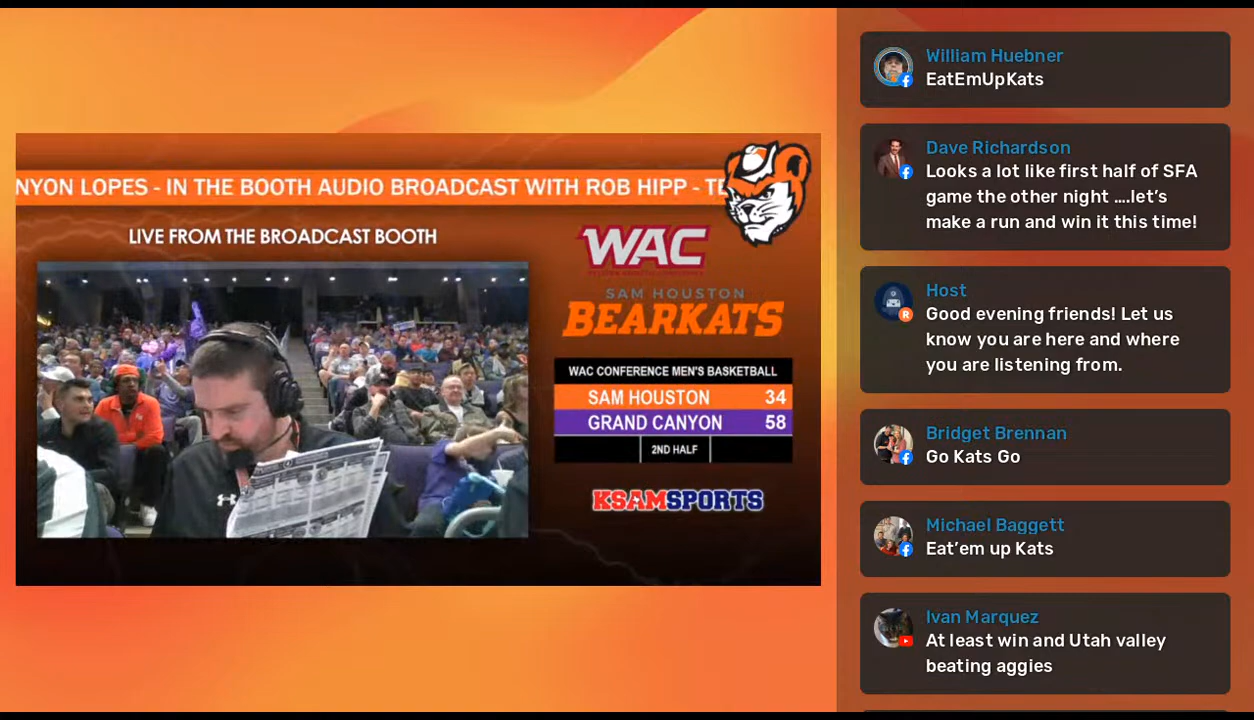 NYON LOPES - IN THE BOOTH AUDIO BROADCAST WITH ROB HIPP - TE
LIVE FROM THE BROADCAST BOOTH
WAC
SAM HOUSTON
BEARKATS
WAC CONFERENCE MEN'S BASKETBALL
SAM HOUSTON 34
GRAND CANYON 58
2ND HALF
KSAMSPORTS
William Huebner
EatEmUpKats
Dave Richardson
Looks a lot like first half of SFA
game the other night ....let’s
make a run and win it this time!
Host
Good evening friends! Let us
know you are here and where
you are listening from.
Bridget Brennan
Go Kats Go
Michael Baggett
Eat’em up Kats
Ivan Marquez
At least win and Utah valley
beating aggies